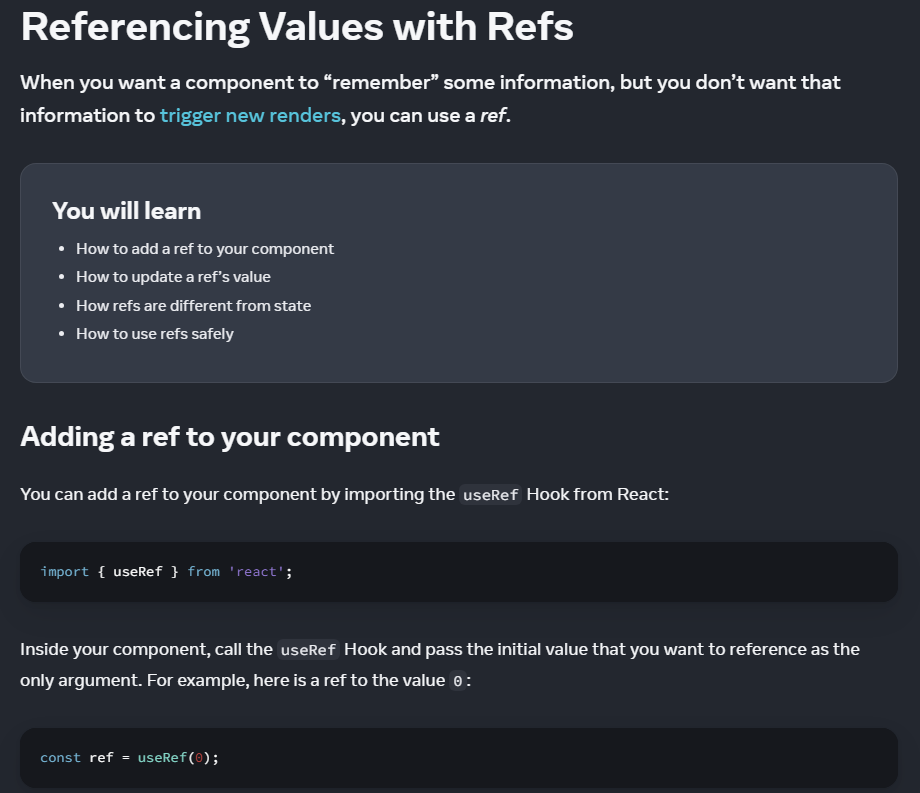 Referencing Values with Refs
When you want a component to “remember” some information, but you don’t want that
information to trigger new renders, you can use a ref.
You will learn
• How to add a ref to your component
• How to update a ref’s value
• How refs are different from state
• How to use refs safely
Adding a ref to your component
You can add a ref to your component by importing the useRef Hook from React:
import { useRef } from 'react';
Inside your component, call the useRef Hook and pass the initial value that you want to reference as the
only argument. For example, here is a ref to the value 0:
const ref = useRef(0);